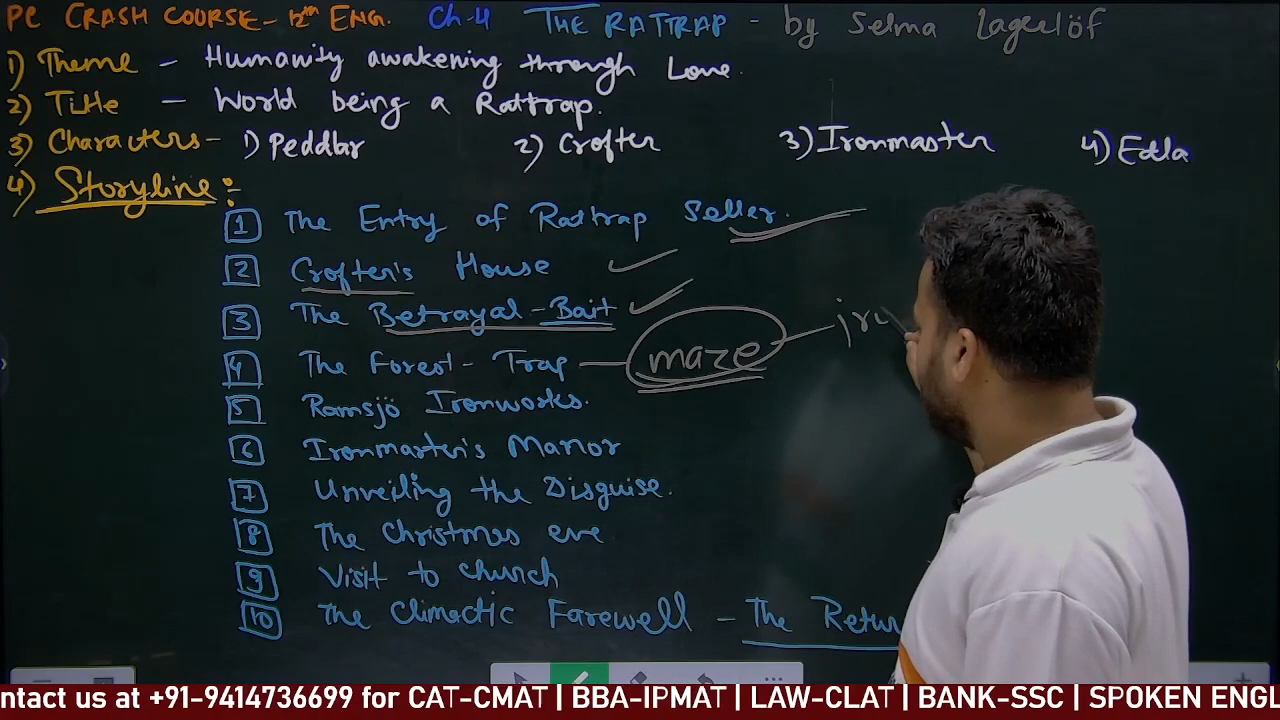 PC CRASH COURSE - 12th ENG. Ch-4 THE RATTRAP - by Selma Lagelöf
1) Theme - Humanity awakening through Love.
2) Title - World being a Rattrap.
3) Characters - 1) Peddlar 2) Crofter 3) Ironmaster 4) Edla
4) Storyline :-
1 The Entry of Rattrap Seller.
2 Crofter's House
3 The Betrayal - Bait
4 The Forest - Trap - maze -
5 Ramsjö Ironworks.
6 Ironmaster's Manor
7 Unveiling the Disguise.
8 The Christmas eve
9 Visit to church
10 The Climactic Farewell - The Retur
ntact us at +91-9414736699 for CAT-CMAT | BBA-IPMAT | LAW-CLAT | BANK-SSC | SPOKEN ENGL